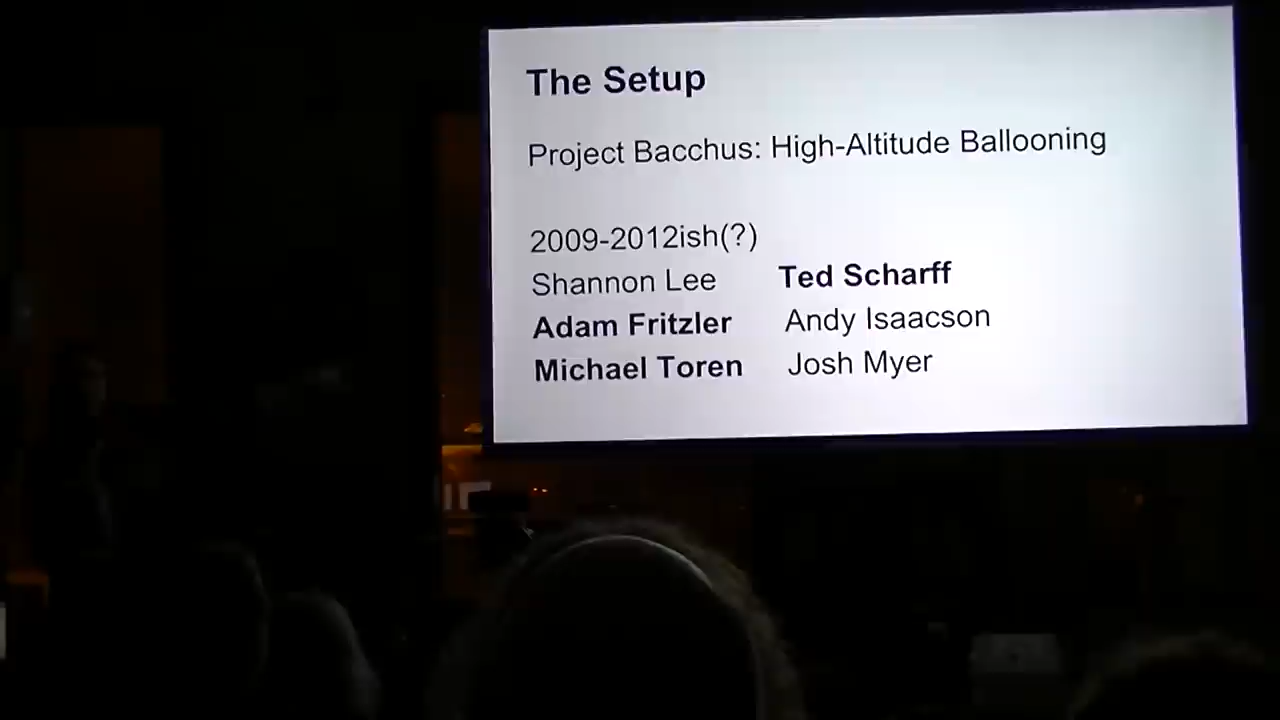 The Setup
Project Bacchus: High-Altitude Ballooning
2009-2012ish(?)
Shannon Lee Ted Scharff
Adam Fritzler Andy Isaacson
Michael Toren Josh Myer